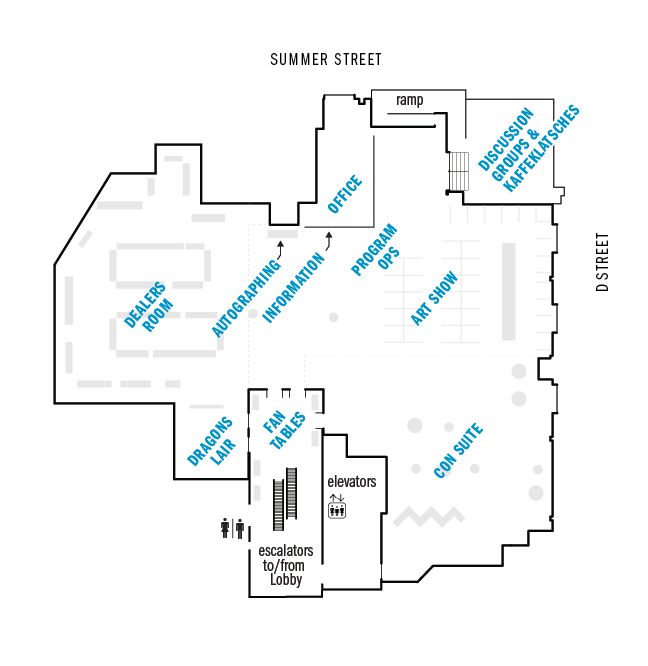 SUMMER STREET
ramp
DISCUSSION
GROUPS &
KAFFEEKLATSCHES
OFFICE
PROGRAM
OPS
D STREET
AUTOGRAPHING
INFORMATION
ART SHOW
DEALERS
ROOM
DRAGONS
LAIR
FAN
TABLES
CON SUITE
elevators
escalators
to/from
Lobby